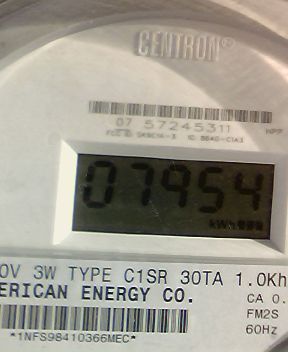 CENTRON®
07 57245311
07954
kWh
0V 3W TYPE C1SR 30TA 1.0Kh
ERICAN ENERGY CO.
CA 0.
FM2S
60Hz
*1NFS98410366MEC*